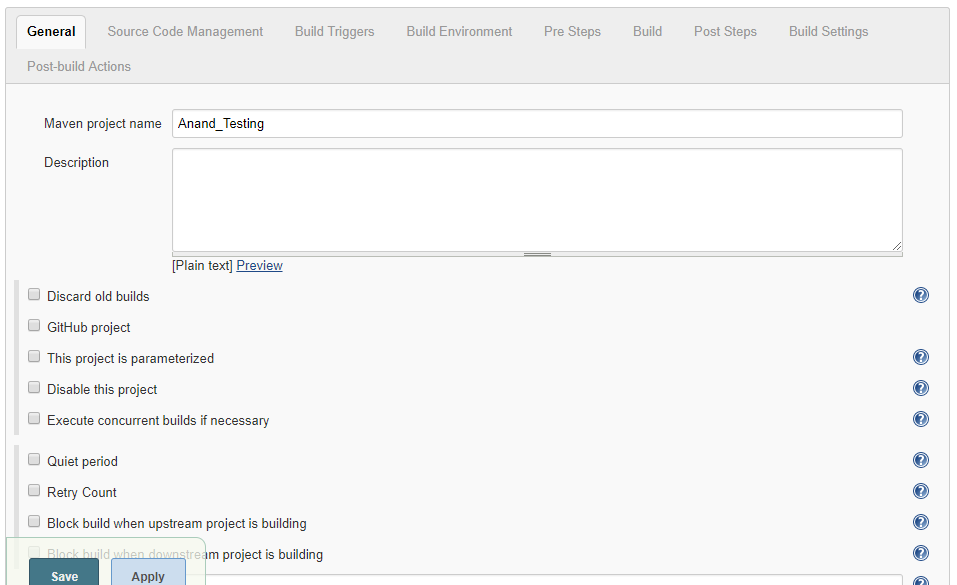 General Source Code Management Build Triggers Build Environment Pre Steps Build Post Steps Build Settings
Post-build Actions
Maven project name Anand_Testing
Description
[Plain text] Preview
Discard old builds ?
GitHub project
This project is parameterized ?
Disable this project ?
Execute concurrent builds if necessary ?
Quiet period ?
Retry Count ?
Block build when upstream project is building ?
Block build when downstream project is building ?
Save Apply ?